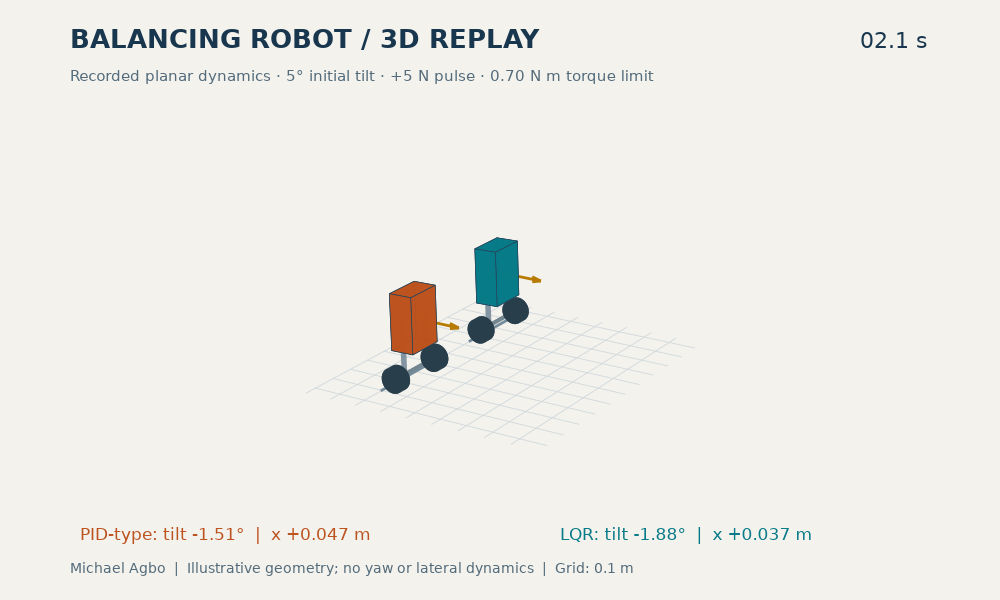 BALANCING ROBOT / 3D REPLAY
02.1 s
Recorded planar dynamics · 5° initial tilt · +5 N pulse · 0.70 N m torque limit
PID-type: tilt -1.51° | x +0.047 m
LQR: tilt -1.88° | x +0.037 m
Michael Agbo | Illustrative geometry; no yaw or lateral dynamics | Grid: 0.1 m